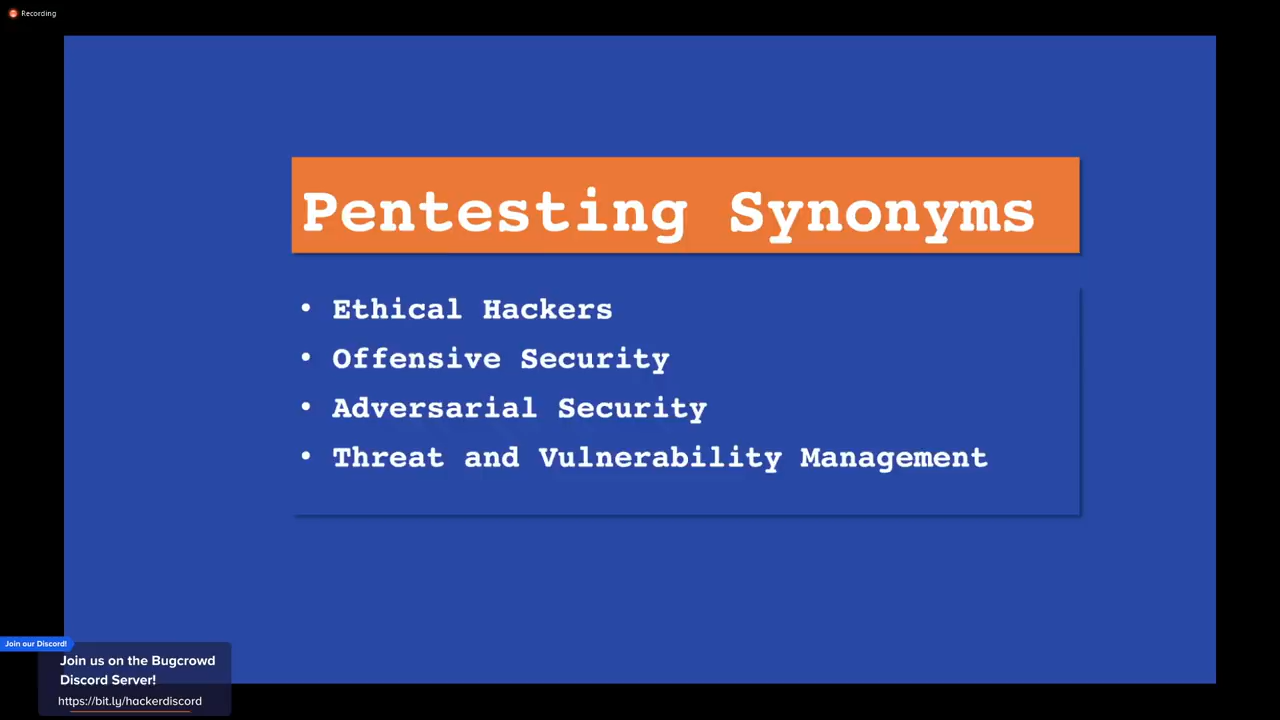 Recording
Pentesting Synonyms
• Ethical Hackers
• Offensive Security
• Adversarial Security
• Threat and Vulnerability Management
Join our Discord!
Join us on the Bugcrowd
Discord Server!
https://bit.ly/hackerdiscord